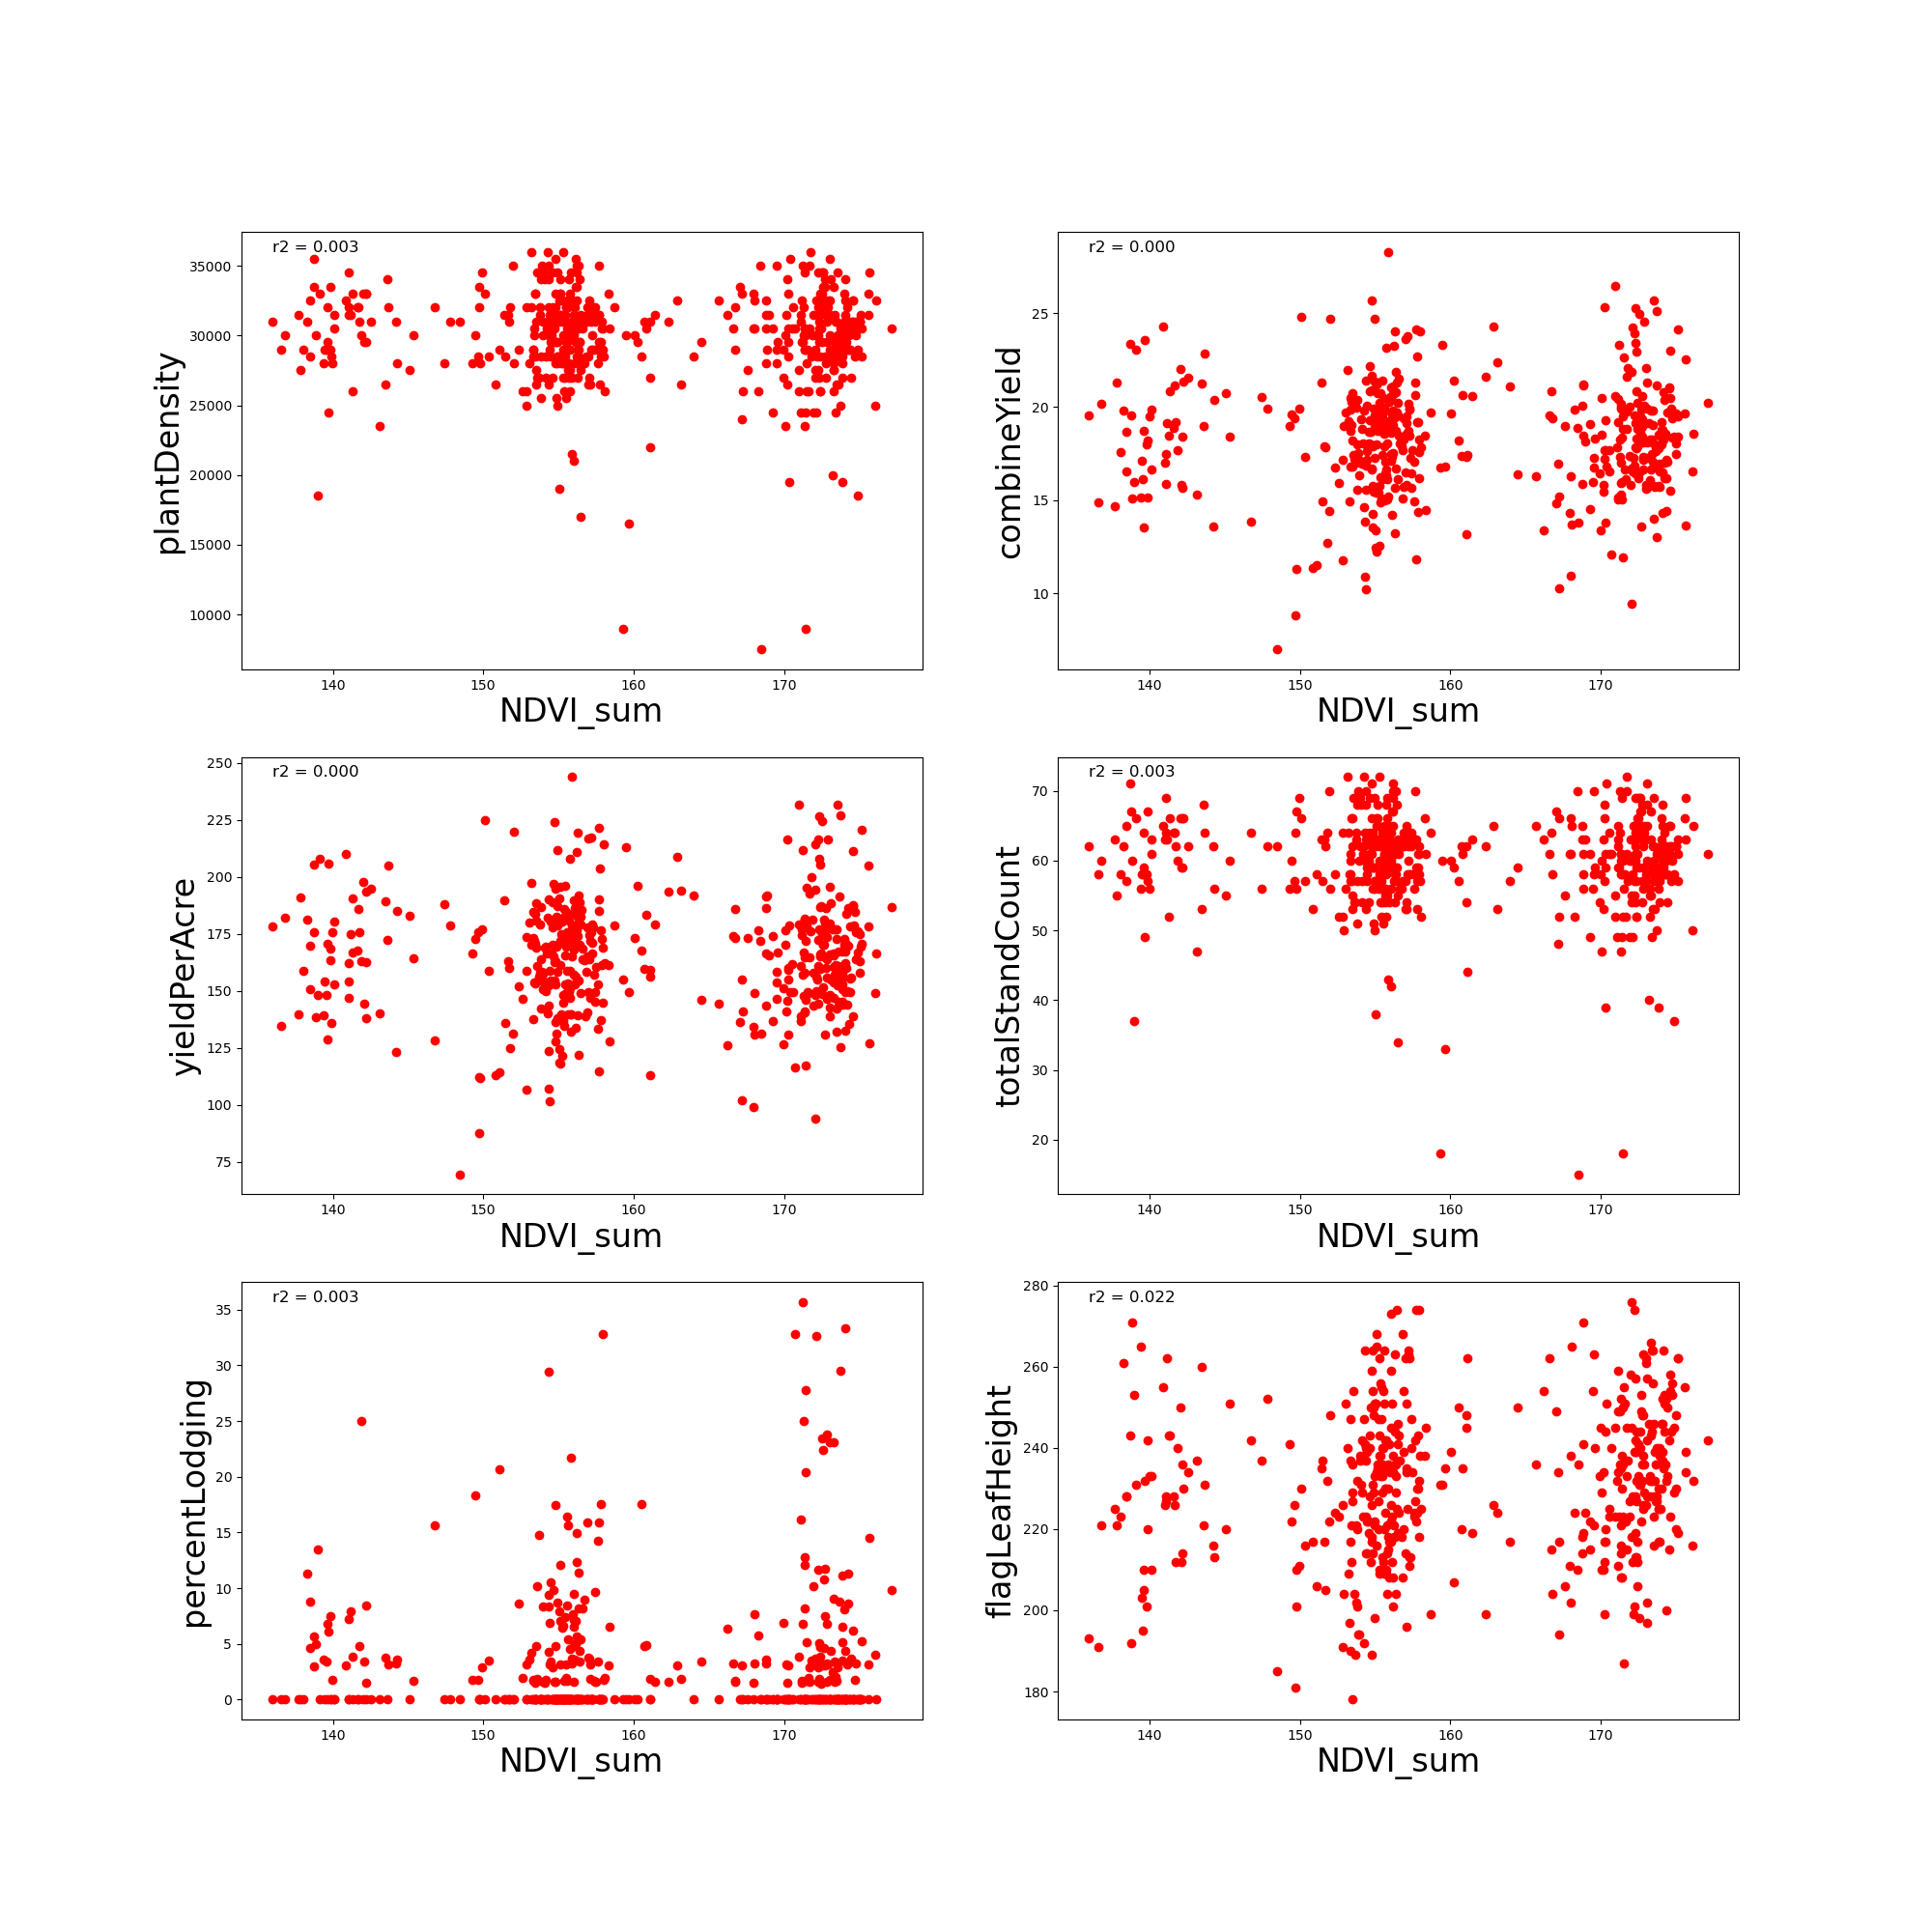 r2 = 0.003
35000
30000
25000
20000
15000
10000
plantDensity
140 150 160 170
NDVI_sum
r2 = 0.000
25
20
15
10
combineYield
140 150 160 170
NDVI_sum
r2 = 0.000
250
225
200
175
150
125
100
75
yieldPerAcre
140 150 160 170
NDVI_sum
r2 = 0.003
70
60
50
40
30
20
totalStandCount
140 150 160 170
NDVI_sum
r2 = 0.003
35
30
25
20
15
10
5
0
percentLodging
140 150 160 170
NDVI_sum
r2 = 0.022
280
260
240
220
200
180
flagLeafHeight
140 150 160 170
NDVI_sum